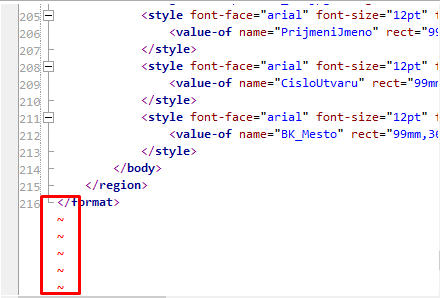 205 <style font-face="arial" font-size="12pt" f
206 <value-of name="PrijmeniJmeno" rect="99
207 </style>
208 <style font-face="arial" font-size="12pt" f
209 <value-of name="CisloUtvaru" rect="99mm
210 </style>
211 <style font-face="arial" font-size="12pt" f
212 <value-of name="BK_Mesto" rect="99mm,36
213 </style>
214 </body>
215 </region>
216 </format>
~
~
~
~
~